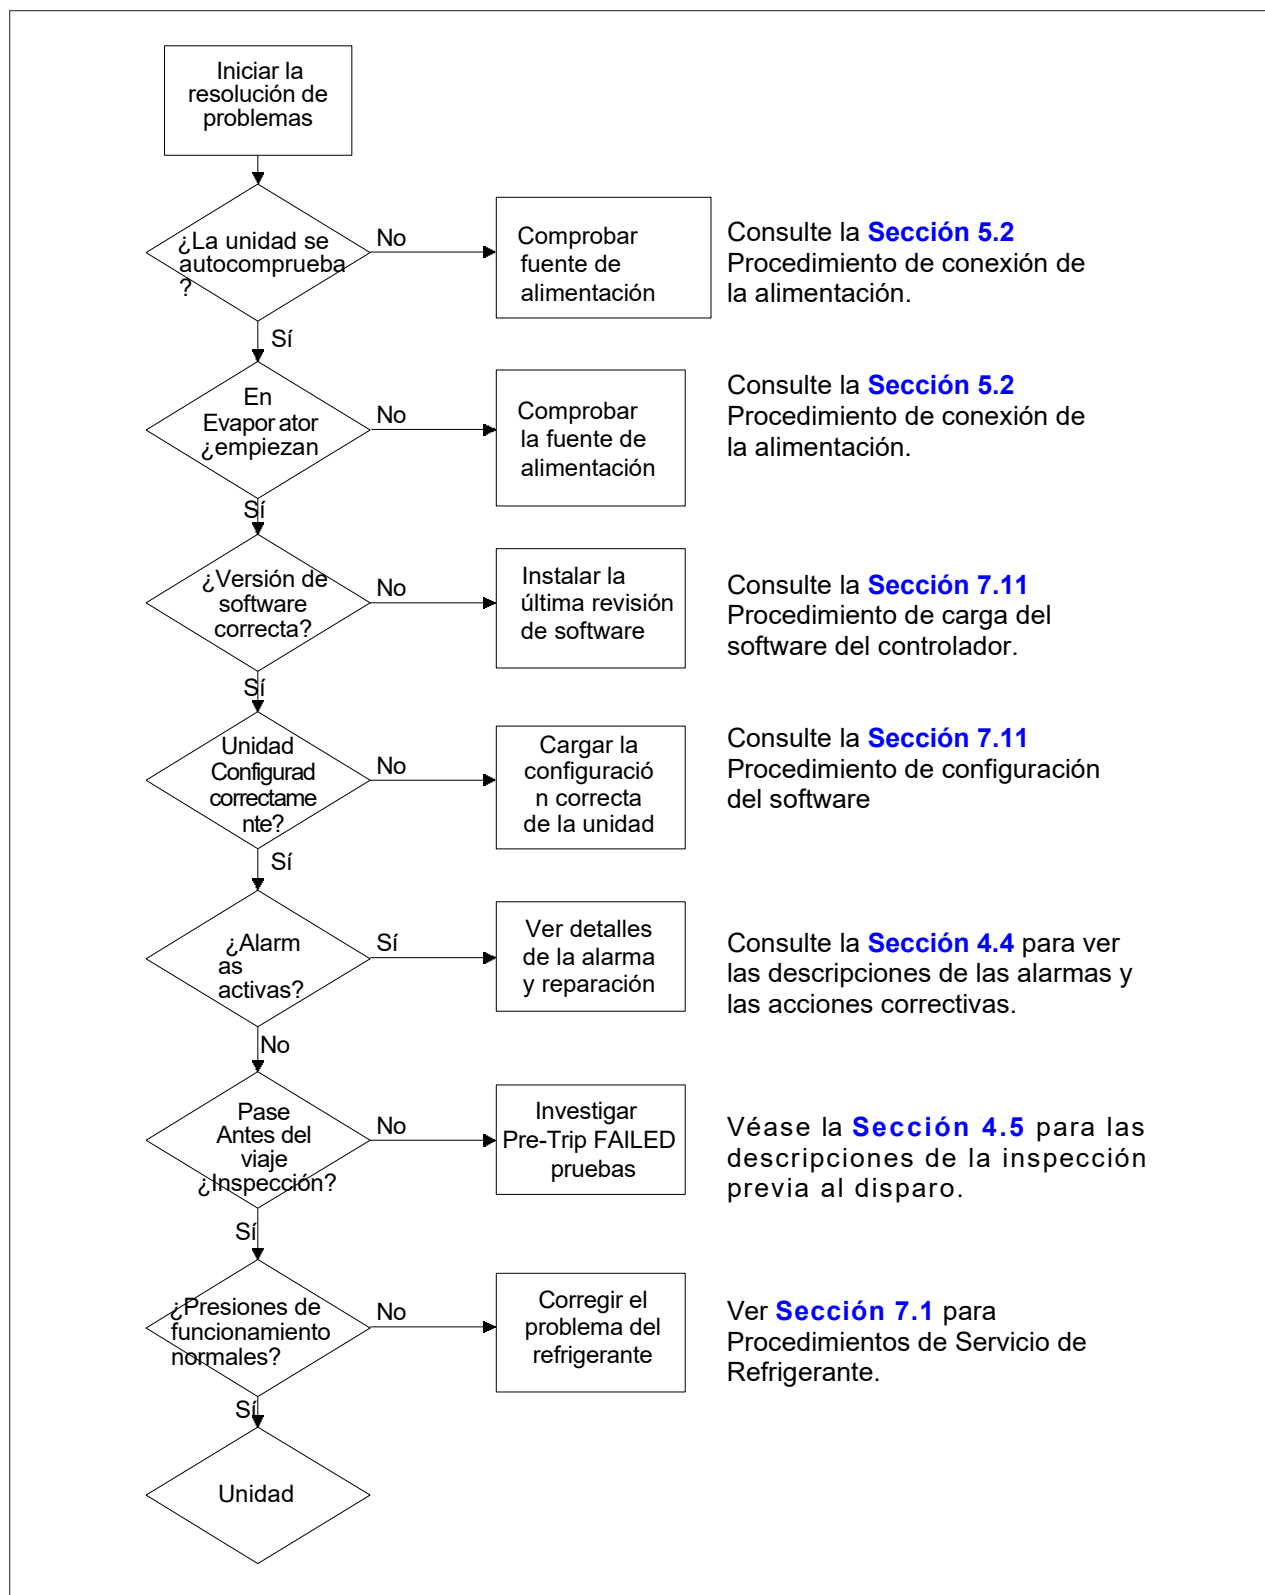 Iniciar la
resolución de
problemas
¿La unidad se
autocomprueba
?
No
Comprobar
fuente de
alimentación
Consulte la Sección 5.2
Procedimiento de conexión de
la alimentación.
Sí
En
Evapor ator
¿empiezan
No
Comprobar
la fuente de
alimentación
Consulte la Sección 5.2
Procedimiento de conexión de
la alimentación.
Sí
¿Versión de
software
correcta?
No
Instalar la
última revisión
de software
Consulte la Sección 7.11
Procedimiento de carga del
software del controlador.
Sí
Unidad
Configurad
correctame
nte?
No
Cargar la
configuració
n correcta
de la unidad
Consulte la Sección 7.11
Procedimiento de configuración
del software
Sí
¿Alarm
as
activas?
Sí
Ver detalles
de la alarma
y reparación
Consulte la Sección 4.4 para ver
las descripciones de las alarmas y
las acciones correctivas.
No
Pase
Antes del
viaje
¿Inspección?
No
Investigar
Pre-Trip FAILED
pruebas
Véase la Sección 4.5 para las
descripciones de la inspección
previa al disparo.
Sí
¿Presiones de
funcionamiento
normales?
No
Corregir el
problema del
refrigerante
Ver Sección 7.1 para
Procedimientos de Servicio de
Refrigerante.
Sí
Unidad